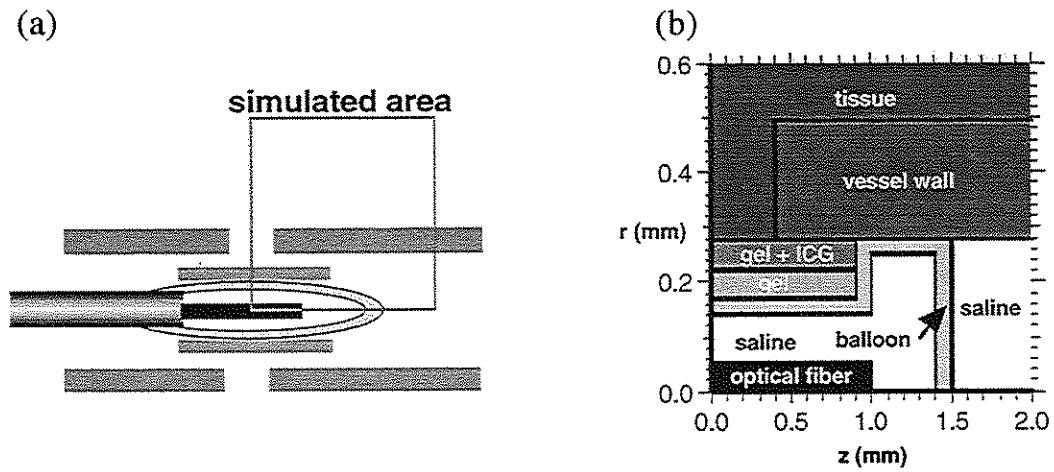 (a)
simulated area
(b)
0.6
0.4
r (mm)
0.2
0.0
tissue
vessel wall
gel + ICG
gel
saline
balloon
saline
optical fiber
0.0 0.5 1.0 1.5 2.0
z (mm)